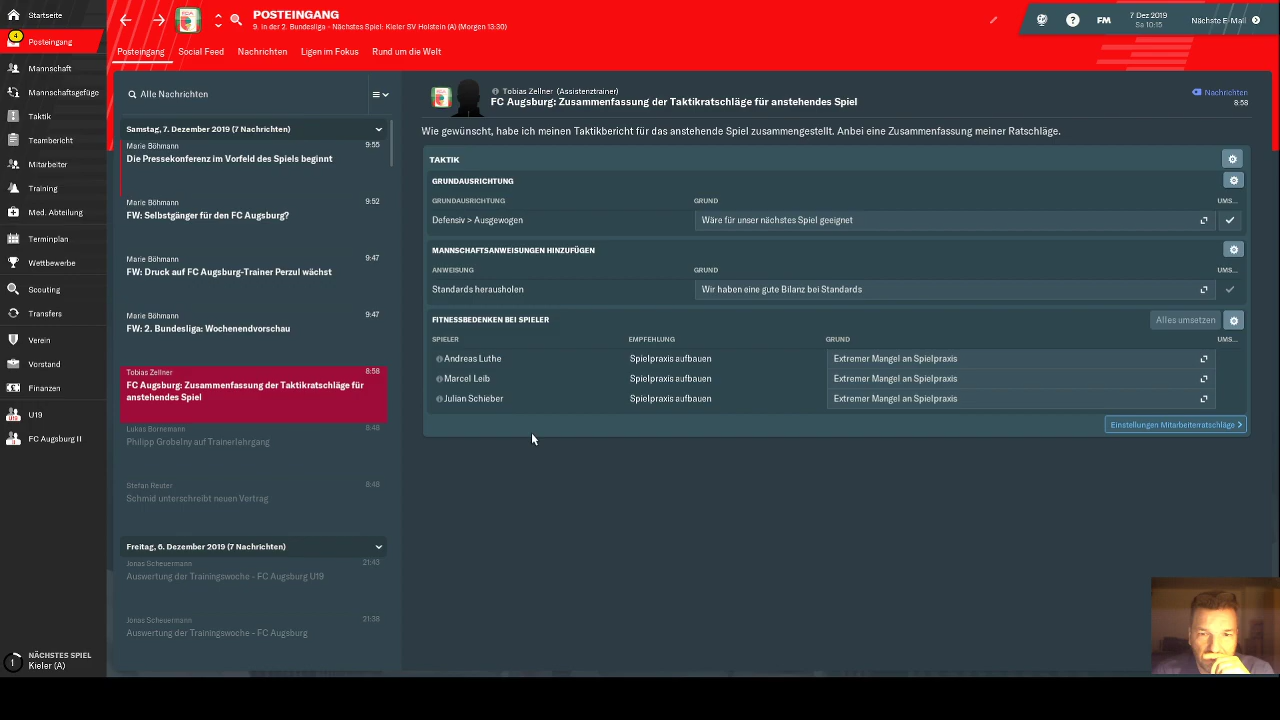 Startseite
4
Posteingang
Mannschaft
Mannschaftsgefüge
Taktik
Teambericht
Mitarbeiter
Training
Med. Abteilung
Terminplan
Wettbewerbe
Scouting
Transfers
Verein
Vorstand
Finanzen
U19
FC Augsburg II
1 NÄCHSTES SPIEL
Kieler (A)
POSTEINGANG
9. in der 2. Bundesliga - Nächstes Spiel: Kieler SV Holstein (A) (Morgen 13:30)
FM
7 Dez 2019
Sa 10:15
Nächste E-Mail
Posteingang Social Feed Nachrichten Ligen im Fokus Rund um die Welt
Alle Nachrichten
Samstag, 7. Dezember 2019 (7 Nachrichten)
Marie Böhmann 9:55
Die Pressekonferenz im Vorfeld des Spiels beginnt
Marie Böhmann 9:52
FW: Selbstgänger für den FC Augsburg?
Marie Böhmann 9:47
FW: Druck auf FC Augsburg-Trainer Perzul wächst
Marie Böhmann 9:47
FW: 2. Bundesliga: Wochenendvorschau
Tobias Zellner 8:58
FC Augsburg: Zusammenfassung der Taktikratschläge für
anstehendes Spiel
Lukas Bornemann 8:48
Philipp Grobelny auf Trainerlehrgang
Stefan Reuter 8:48
Schmid unterschreibt neuen Vertrag
Freitag, 6. Dezember 2019 (7 Nachrichten)
Jonas Scheuermann 21:43
Auswertung der Trainingswoche - FC Augsburg U19
Jonas Scheuermann 21:38
Auswertung der Trainingswoche - FC Augsburg
Tobias Zellner (Assistenztrainer)
FC Augsburg: Zusammenfassung der Taktikratschläge für anstehendes Spiel
Nachrichten
8:58
Wie gewünscht, habe ich meinen Taktikbericht für das anstehende Spiel zusammengestellt. Anbei eine Zusammenfassung meiner Ratschläge.
TAKTIK
GRUNDAUSRICHTUNG
GRUNDAUSRICHTUNG GRUND UMS...
Defensiv > Ausgewogen Wäre für unser nächstes Spiel geeignet
MANNSCHAFTSANWEISUNGEN HINZUFÜGEN
ANWEISUNG GRUND UMS...
Standards herausholen Wir haben eine gute Bilanz bei Standards
FITNESSBEDENKEN BEI SPIELER Alles umsetzen
SPIELER EMPFEHLUNG GRUND UMS...
Andreas Luthe Spielpraxis aufbauen Extremer Mangel an Spielpraxis
Marcel Leib Spielpraxis aufbauen Extremer Mangel an Spielpraxis
Julian Schieber Spielpraxis aufbauen Extremer Mangel an Spielpraxis
Einstellungen Mitarbeiterratschläge